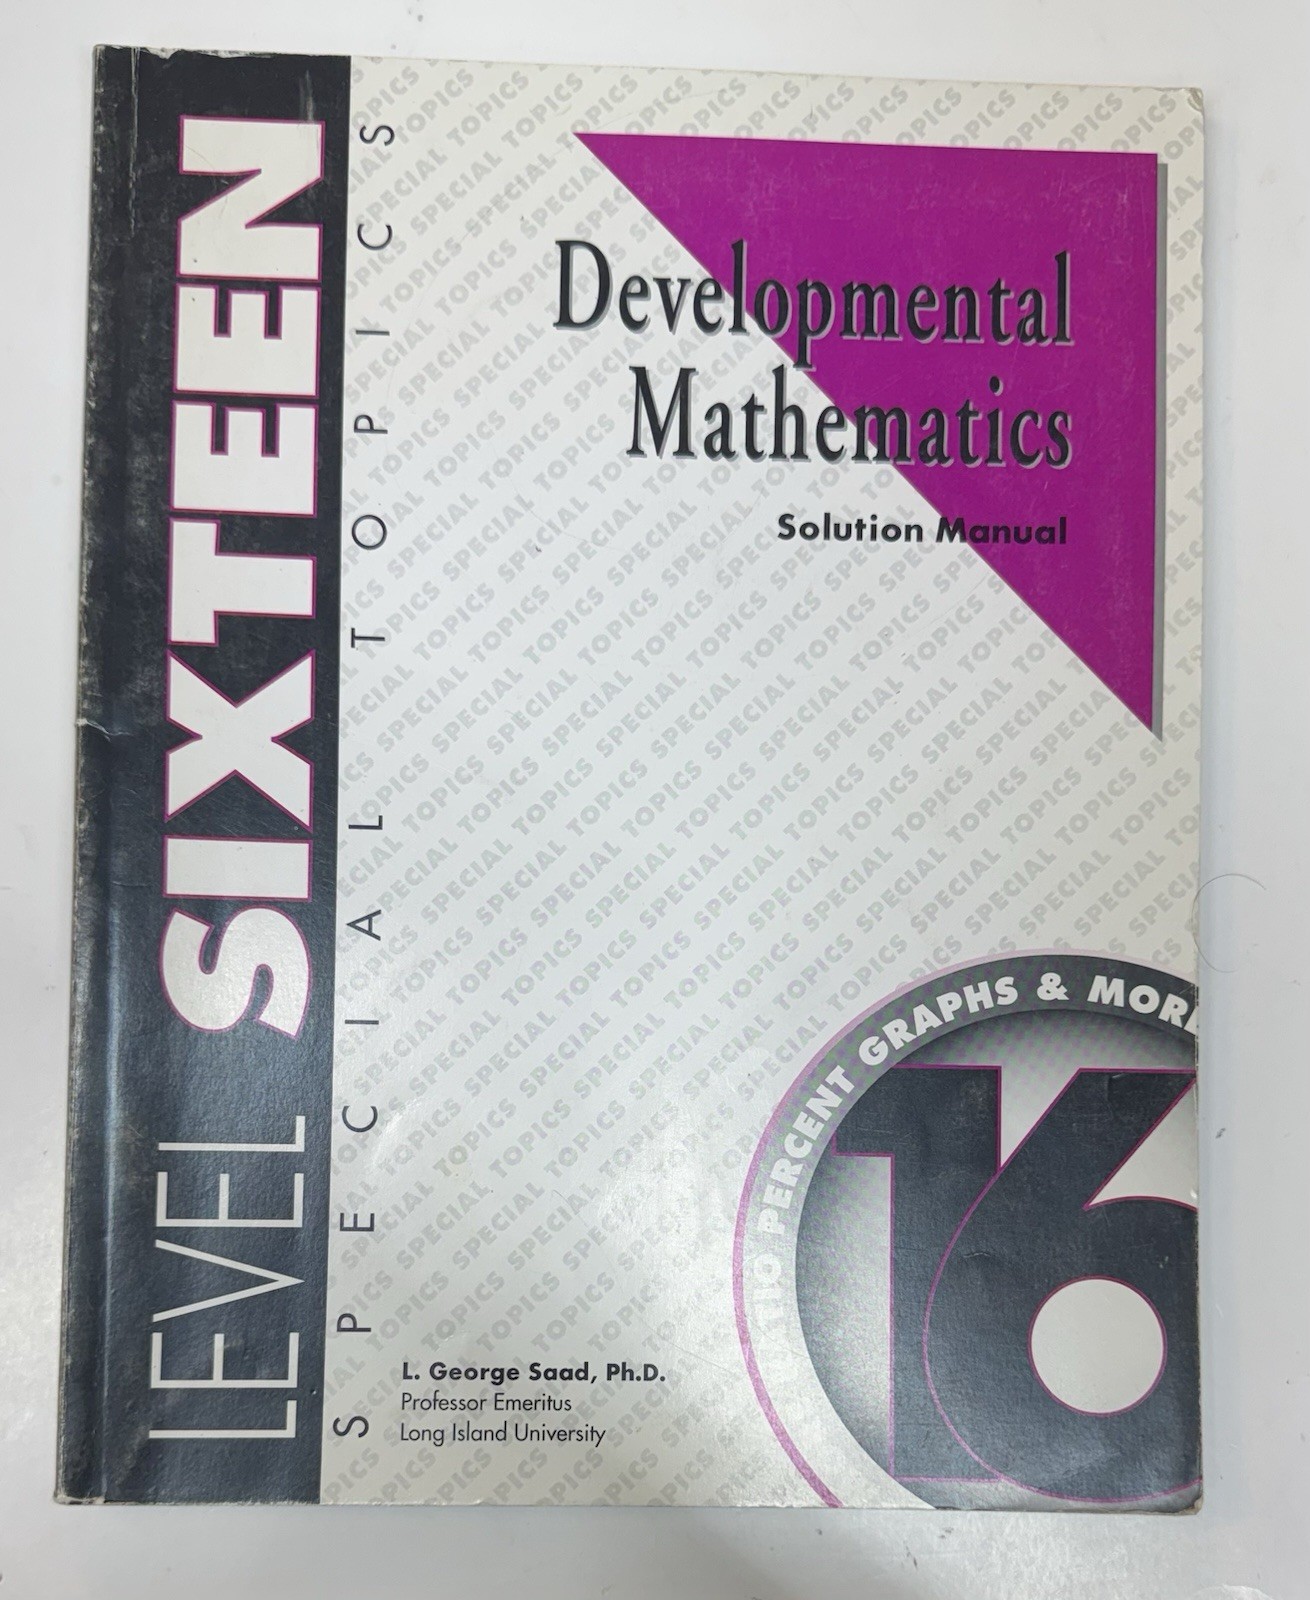 LEVEL SIXTEEN
SPECIAL TOPICS
Developmental
Mathematics
Solution Manual
PERCENT GRAPHS & MORE
16
L. George Saad, Ph.D.
Professor Emeritus
Long Island University